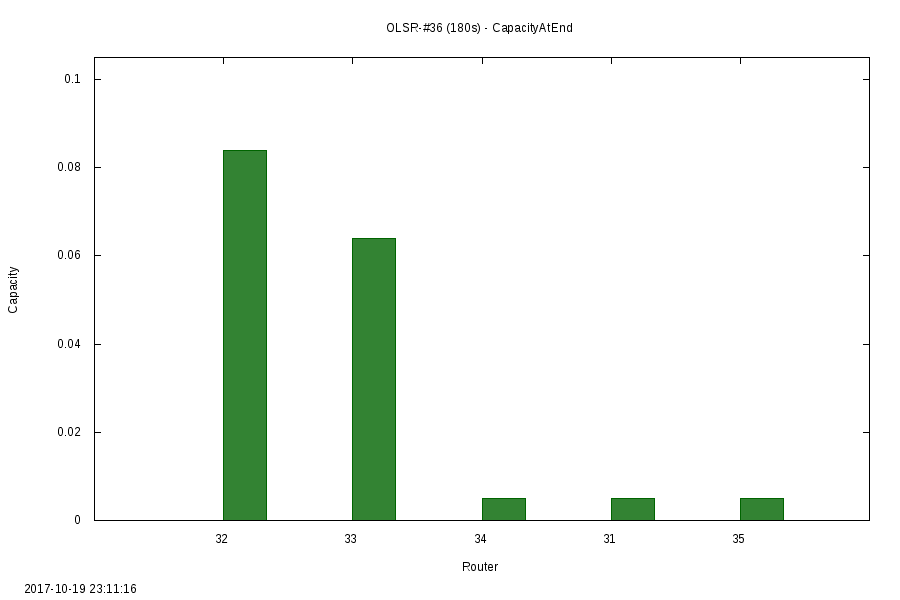 OLSR-#36 (180s) - CapacityAtEnd
0.1
0.08
0.06
0.04
0.02
0
Capacity
32 33 34 31 35
Router
2017-10-19 23:11:16